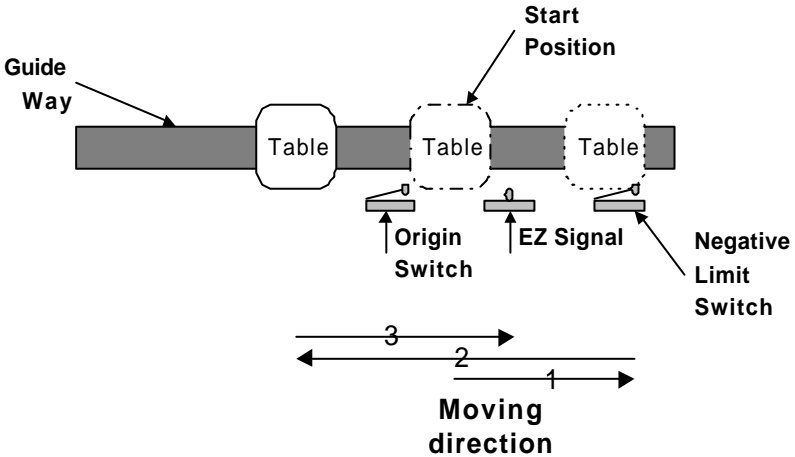 Start
Position
Guide
Way
Table
Table
Table
Origin
Switch
EZ Signal
Negative
Limit
Switch
3
2
1
Moving
direction